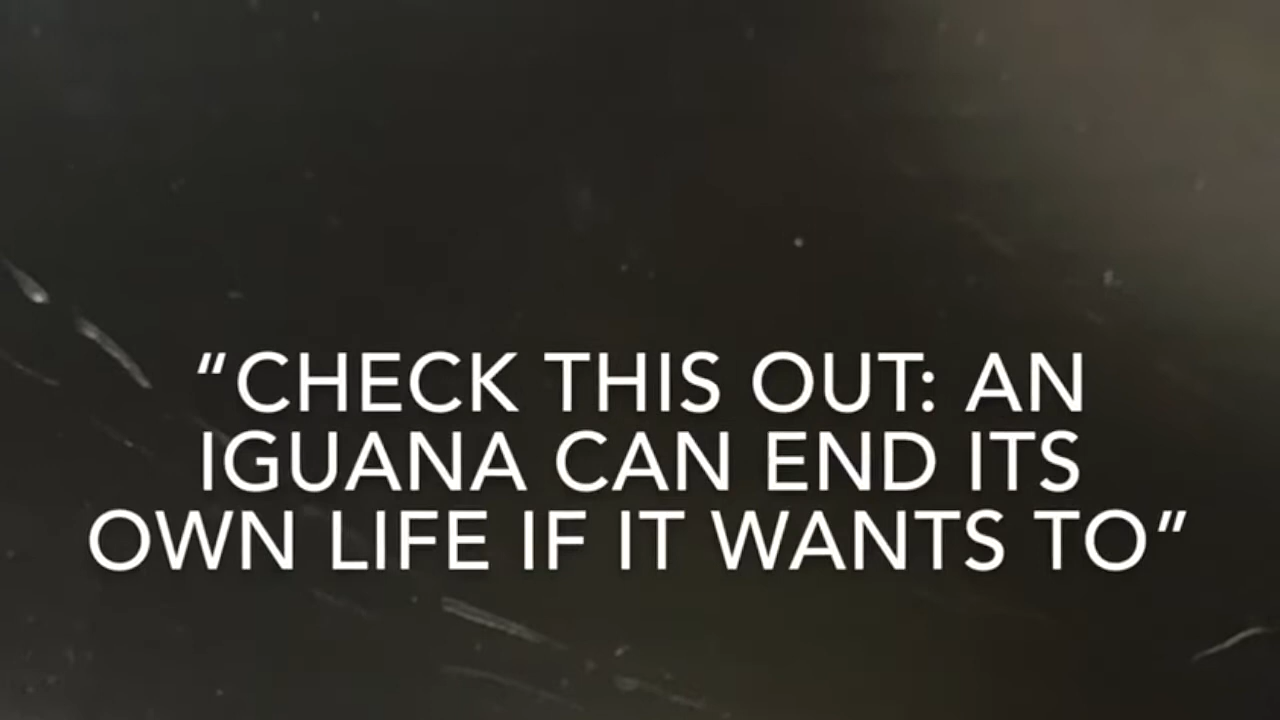 “CHECK THIS OUT: AN
IGUANA CAN END ITS
OWN LIFE IF IT WANTS TO”